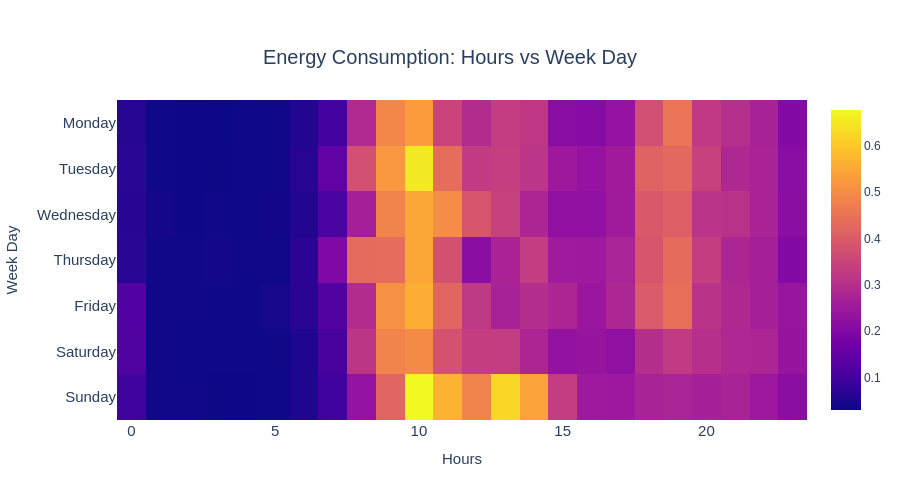 Energy Consumption: Hours vs Week Day
Monday
Tuesday
Wednesday
Thursday
Friday
Saturday
Sunday
Week Day
0 5 10 15 20
Hours
0.6
0.5
0.4
0.3
0.2
0.1